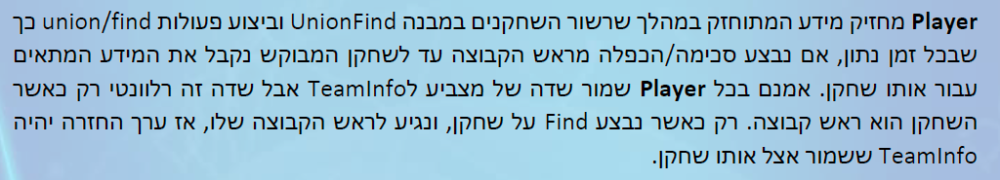 Player מחזיק מידע המתוחזק במהלך שרשור השחקנים במבנה UnionFind וביצוע פעולות union/find כך
שבכל זמן נתון, אם נבצע סכימה/הכפלה מראש הקבוצה עד לשחקן המבוקש נקבל את המידע המתאים
עבור אותו שחקן. אמנם בכל Player שמור שדה של מצביע לTeamInfo אבל שדה זה רלוונטי רק כאשר
השחקן הוא ראש קבוצה. רק כאשר נבצע Find על שחקן, ונגיע לראש הקבוצה שלו, אז ערך החזרה יהיה
TeamInfo ששמור אצל אותו שחקן.